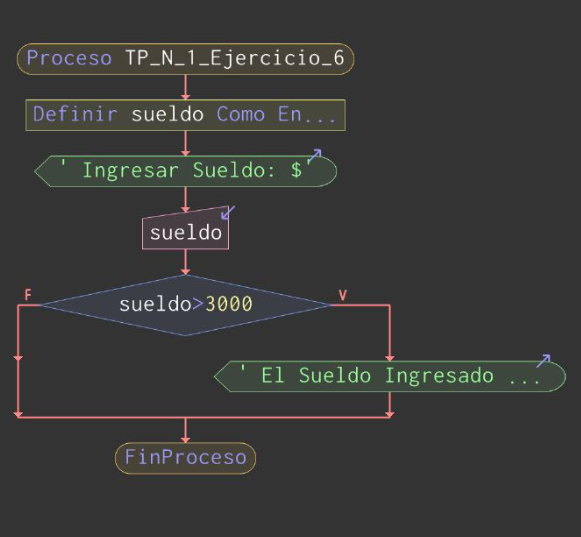 Proceso TP_N_1_Ejercicio_6
Definir sueldo Como En...
' Ingresar Sueldo: $'
sueldo
F
V
sueldo>3000
' El Sueldo Ingresado ...
FinProceso